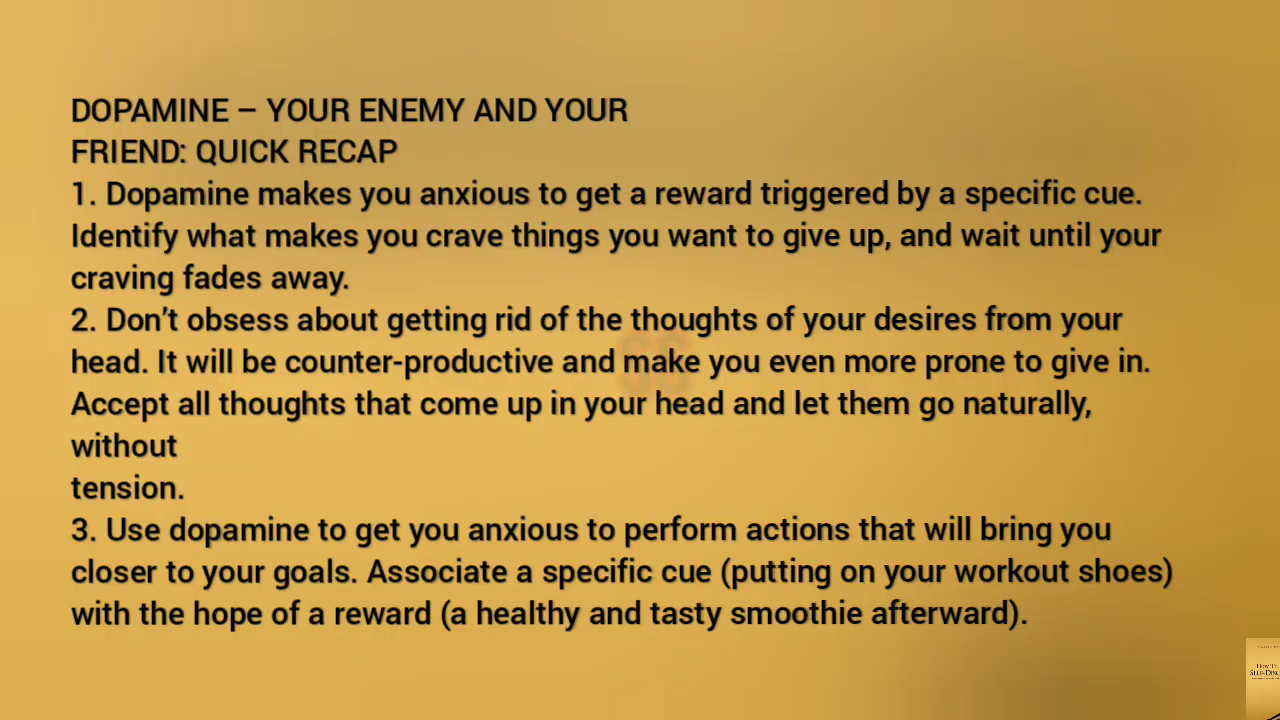 DOPAMINE – YOUR ENEMY AND YOUR
FRIEND: QUICK RECAP
1. Dopamine makes you anxious to get a reward triggered by a specific cue.
Identify what makes you crave things you want to give up, and wait until your
craving fades away.
2. Don’t obsess about getting rid of the thoughts of your desires from your
head. It will be counter-productive and make you even more prone to give in.
Accept all thoughts that come up in your head and let them go naturally,
without
tension.
3. Use dopamine to get you anxious to perform actions that will bring you
closer to your goals. Associate a specific cue (putting on your workout shoes)
with the hope of a reward (a healthy and tasty smoothie afterward).
SS
How To